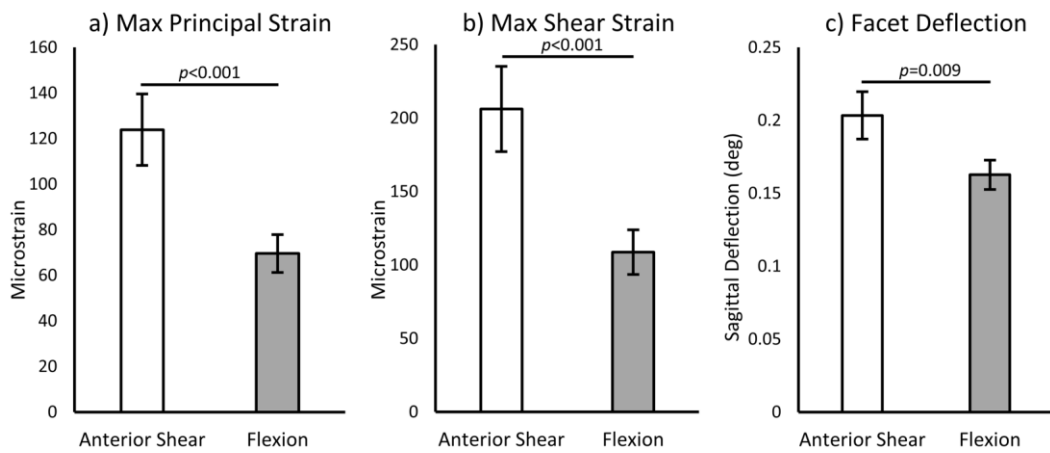 a) Max Principal Strain
160
140
120
100
80
60
40
20
0
Microstrain
p<0.001
Anterior Shear
Flexion
b) Max Shear Strain
250
200
150
100
50
0
Microstrain
p<0.001
Anterior Shear
Flexion
c) Facet Deflection
0.25
0.2
0.15
0.1
0.05
0
Sagittal Deflection (deg)
p=0.009
Anterior Shear
Flexion